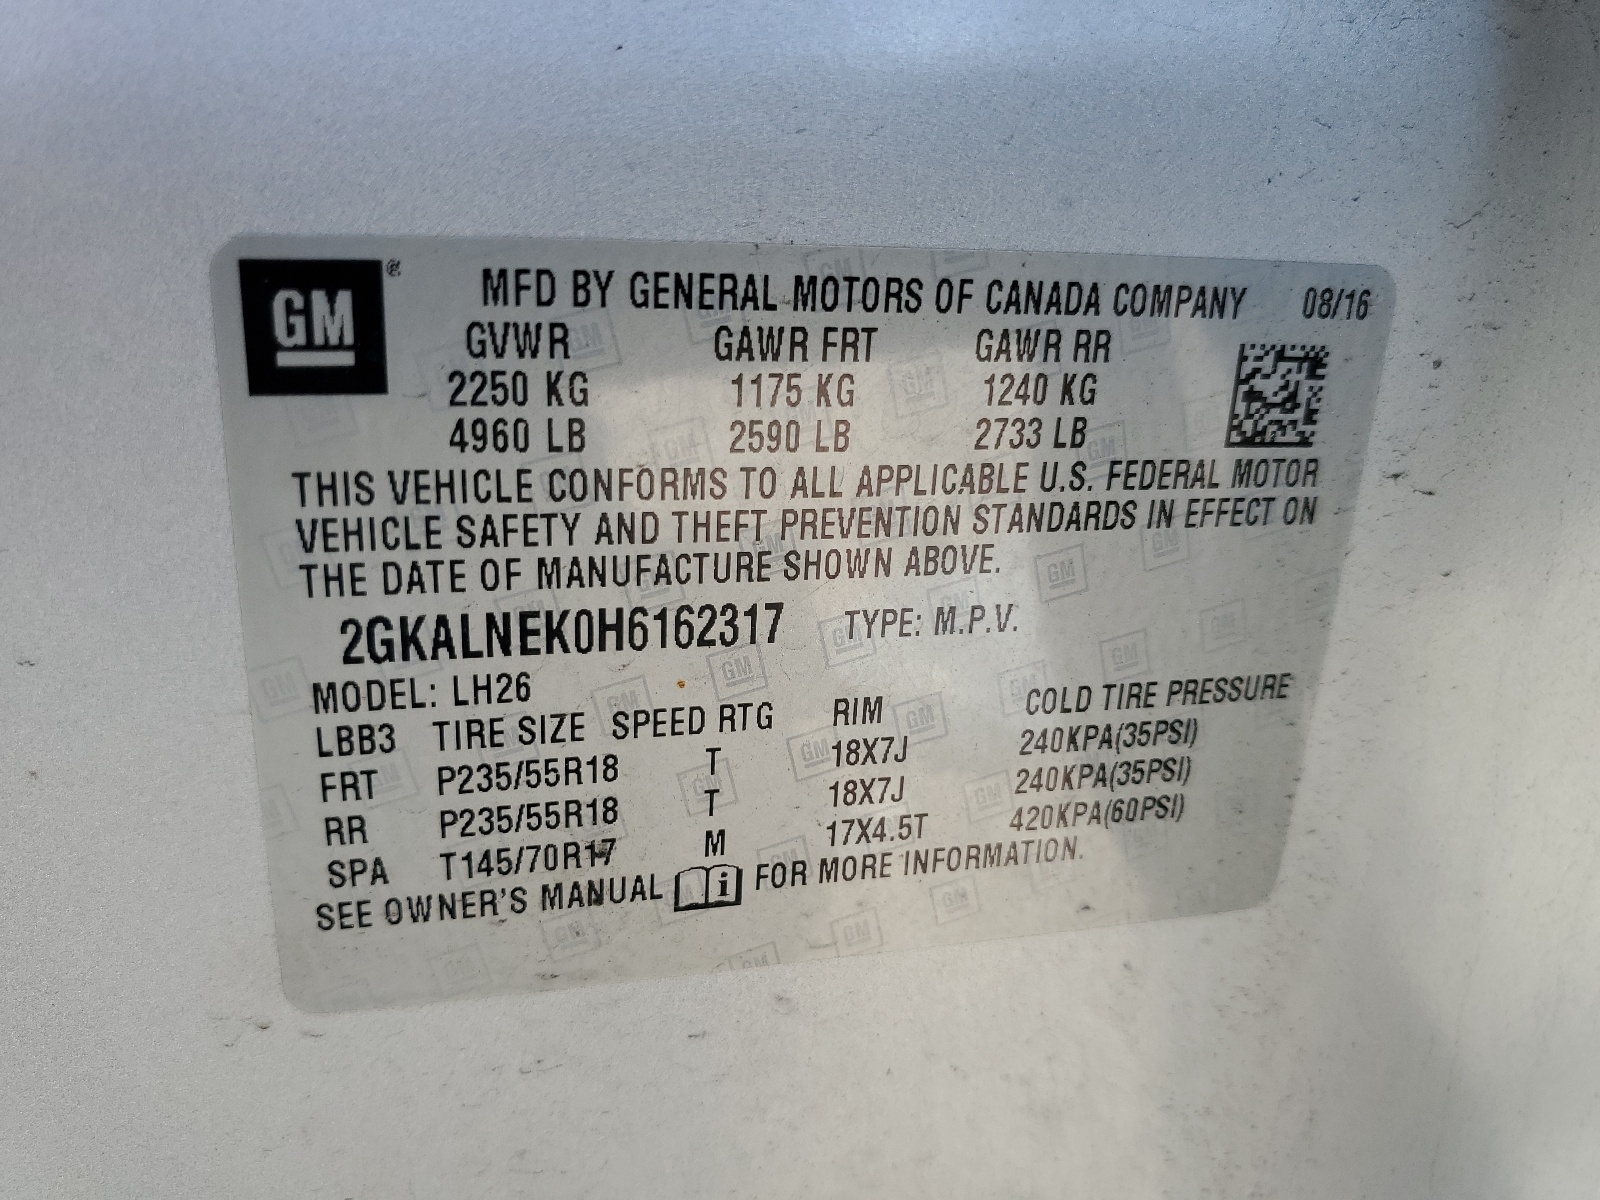 GM ®
MFD BY GENERAL MOTORS OF CANADA COMPANY 08/16
GVWR GAWR FRT GAWR RR
2250 KG 1175 KG 1240 KG
4960 LB 2590 LB 2733 LB
THIS VEHICLE CONFORMS TO ALL APPLICABLE U.S. FEDERAL MOTOR
VEHICLE SAFETY AND THEFT PREVENTION STANDARDS IN EFFECT ON
THE DATE OF MANUFACTURE SHOWN ABOVE.
2GKALNEK0H6162317 TYPE: M.P.V.
MODEL: LH26
LBB3 TIRE SIZE SPEED RTG RIM COLD TIRE PRESSURE
FRT P235/55R18 T 18X7J 240KPA(35PSI)
RR P235/55R18 T 18X7J 240KPA(35PSI)
SPA T145/70R17 M 17X4.5T 420KPA(60PSI)
SEE OWNER'S MANUAL i FOR MORE INFORMATION.